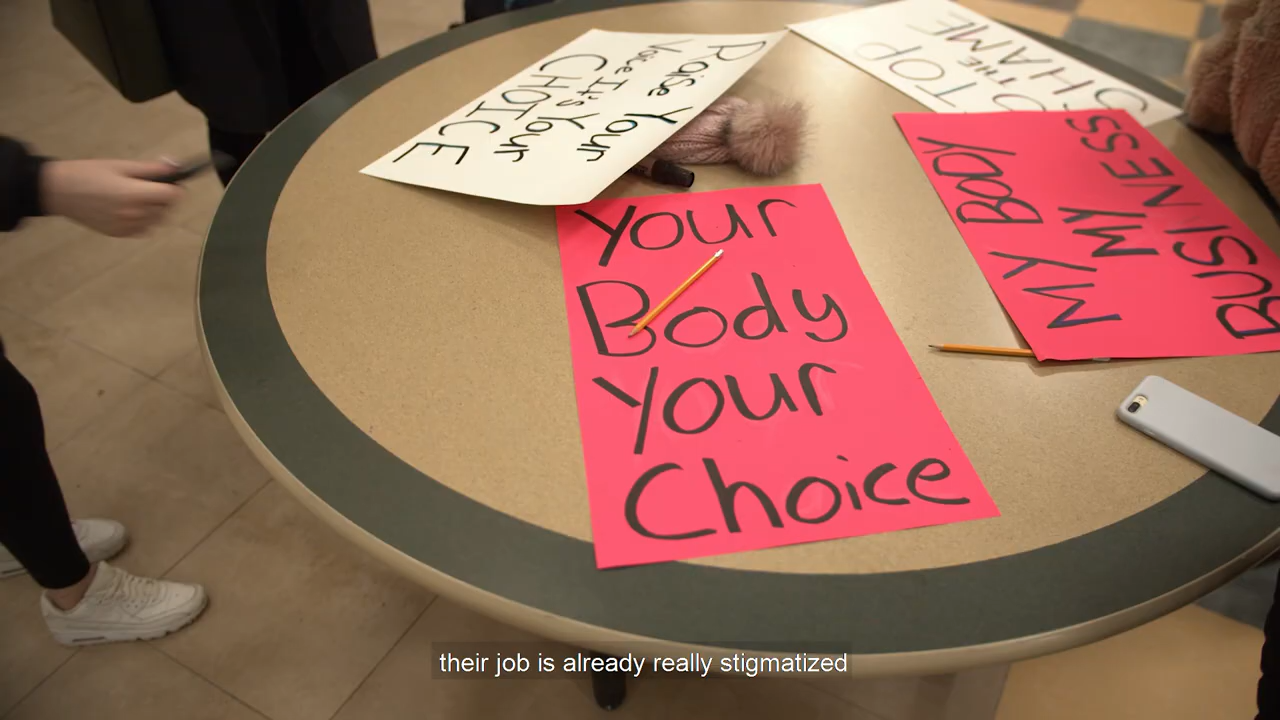 Raise Your
Voice It's Your
CHOICE
STOP
THE
SHAME
MY BODY
MY MY
BUSINESS
Your
Body
Your
Choice
their job is already really stigmatized